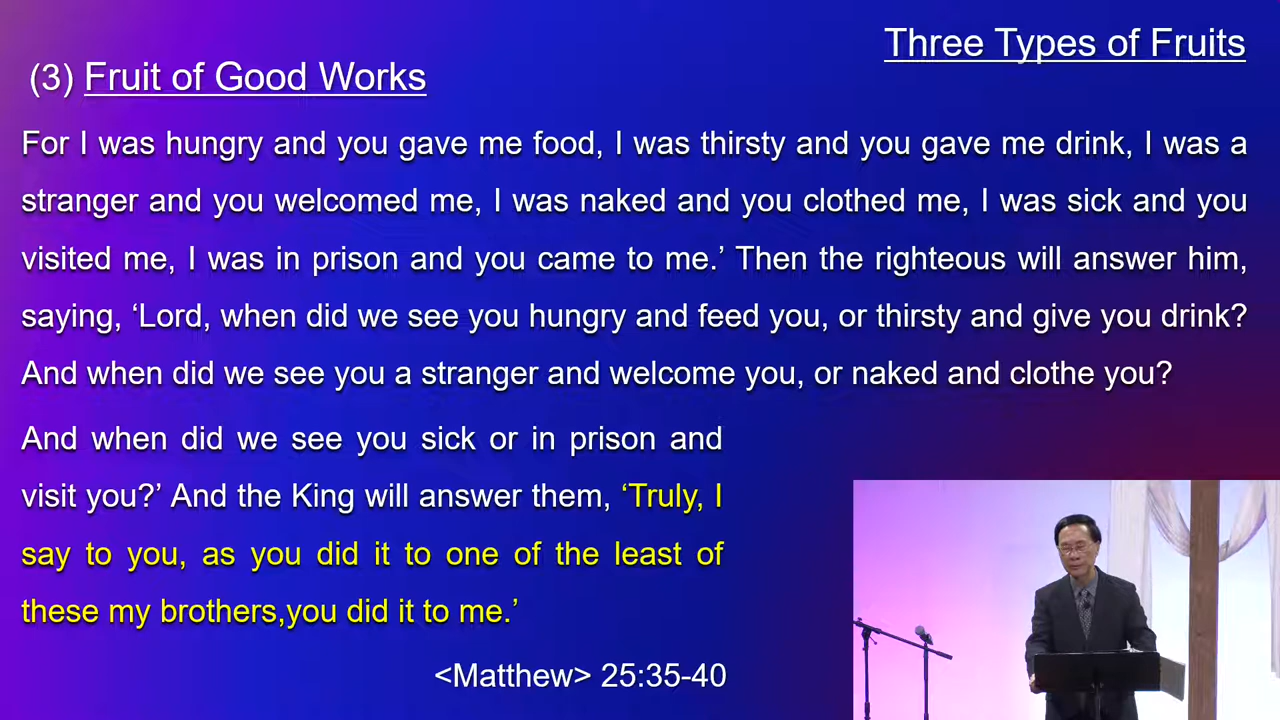 Three Types of Fruits
(3) Fruit of Good Works
For I was hungry and you gave me food, I was thirsty and you gave me drink, I was a
stranger and you welcomed me, I was naked and you clothed me, I was sick and you
visited me, I was in prison and you came to me.’ Then the righteous will answer him,
saying, ‘Lord, when did we see you hungry and feed you, or thirsty and give you drink?
And when did we see you a stranger and welcome you, or naked and clothe you?
And when did we see you sick or in prison and
visit you?’ And the King will answer them, ‘Truly, I
say to you, as you did it to one of the least of
these my brothers,you did it to me.’
<Matthew> 25:35-40